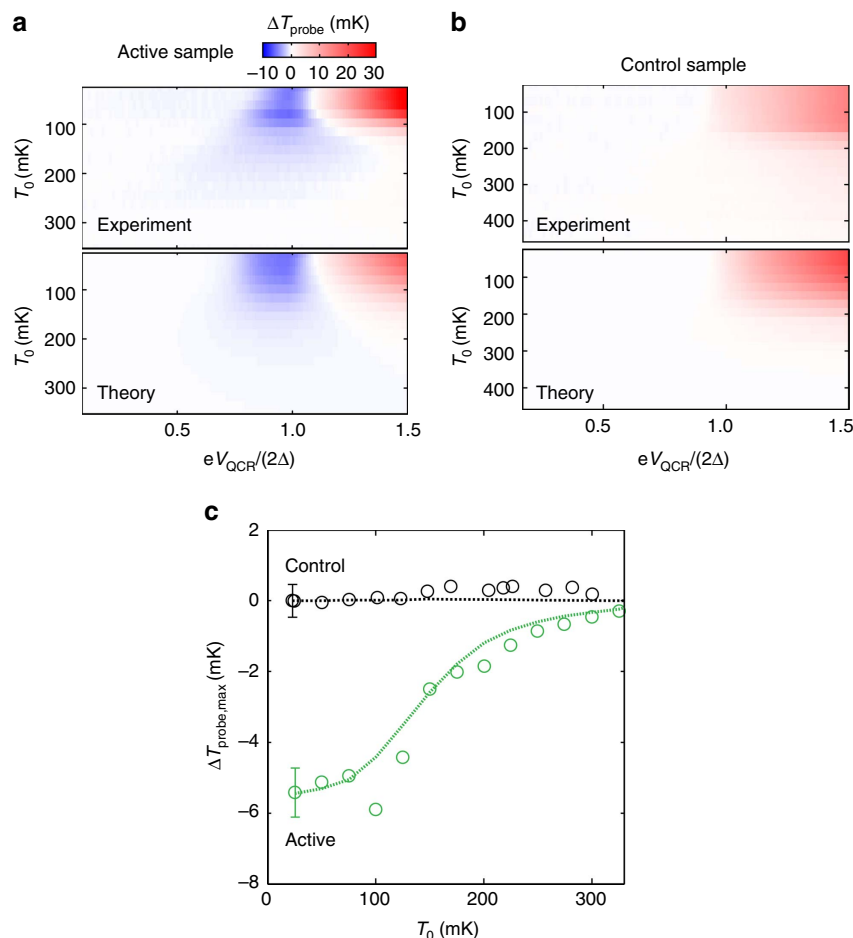 a
Active sample
ΔT_probe (mK)
−10 0 10 20 30
100
200
300
T_0 (mK)
Experiment
100
200
300
T_0 (mK)
Theory
0.5 1.0 1.5
eV_QCR/(2Δ)
b
Control sample
100
200
300
400
T_0 (mK)
Experiment
100
200
300
400
T_0 (mK)
Theory
0.5 1.0 1.5
eV_QCR/(2Δ)
c
2
0
−2
−4
−6
−8
ΔT_probe,max (mK)
Control
Active
0 100 200 300
T_0 (mK)